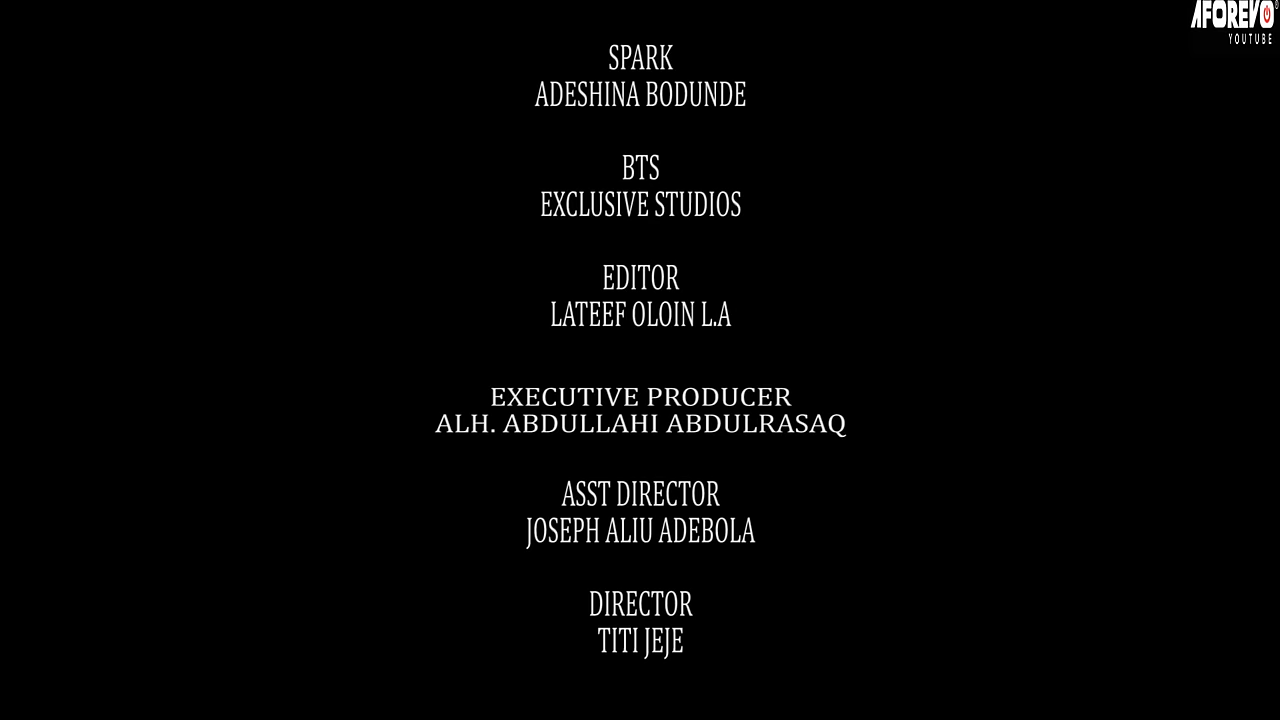 AFOREVO
YOUTUBE
SPARK
ADESHINA BODUNDE
BTS
EXCLUSIVE STUDIOS
EDITOR
LATEEF OLOIN L.A
EXECUTIVE PRODUCER
ALH. ABDULLAHI ABDULRASAQ
ASST DIRECTOR
JOSEPH ALIU ADEBOLA
DIRECTOR
TITI JEJE